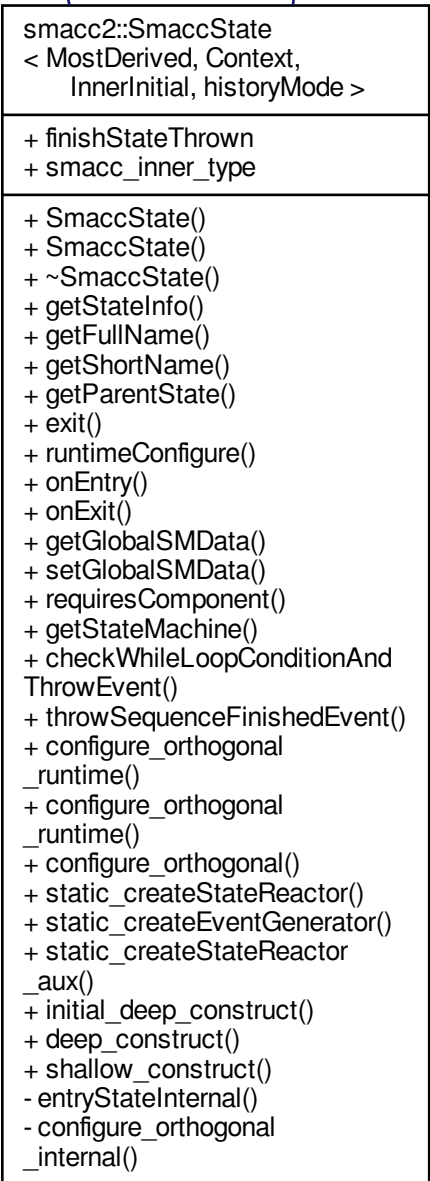 smacc2::SmaccState
< MostDerived, Context,
InnerInitial, historyMode >
+ finishStateThrown
+ smacc_inner_type
+ SmaccState()
+ SmaccState()
+ ~SmaccState()
+ getStateInfo()
+ getFullName()
+ getShortName()
+ getParentState()
+ exit()
+ runtimeConfigure()
+ onEntry()
+ onExit()
+ getGlobalSMData()
+ setGlobalSMData()
+ requiresComponent()
+ getStateMachine()
+ checkWhileLoopConditionAnd
ThrowEvent()
+ throwSequenceFinishedEvent()
+ configure_orthogonal
_runtime()
+ configure_orthogonal
_runtime()
+ configure_orthogonal()
+ static_createStateReactor()
+ static_createEventGenerator()
+ static_createStateReactor
_aux()
+ initial_deep_construct()
+ deep_construct()
+ shallow_construct()
- entryStateInternal()
- configure_orthogonal
_internal()